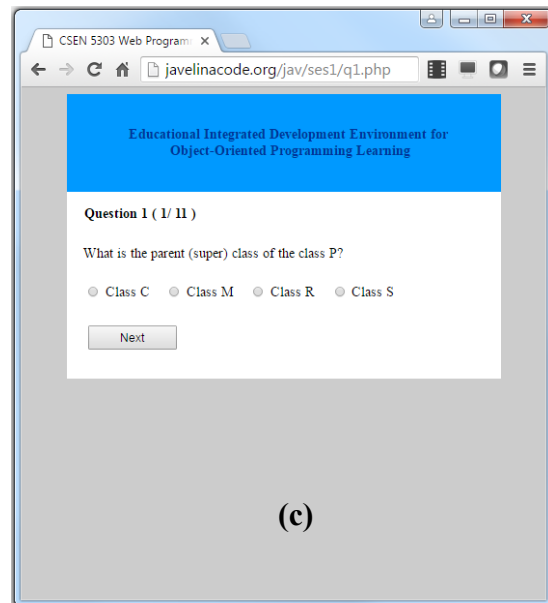 CSEN 5303 Web Program
javelinacode.org/jav/ses1/q1.php
Educational Integrated Development Environment for
Object-Oriented Programming Learning
Question 1 ( 1/ 11 )
What is the parent (super) class of the class P?
Class C Class M Class R Class S
Next
(c)